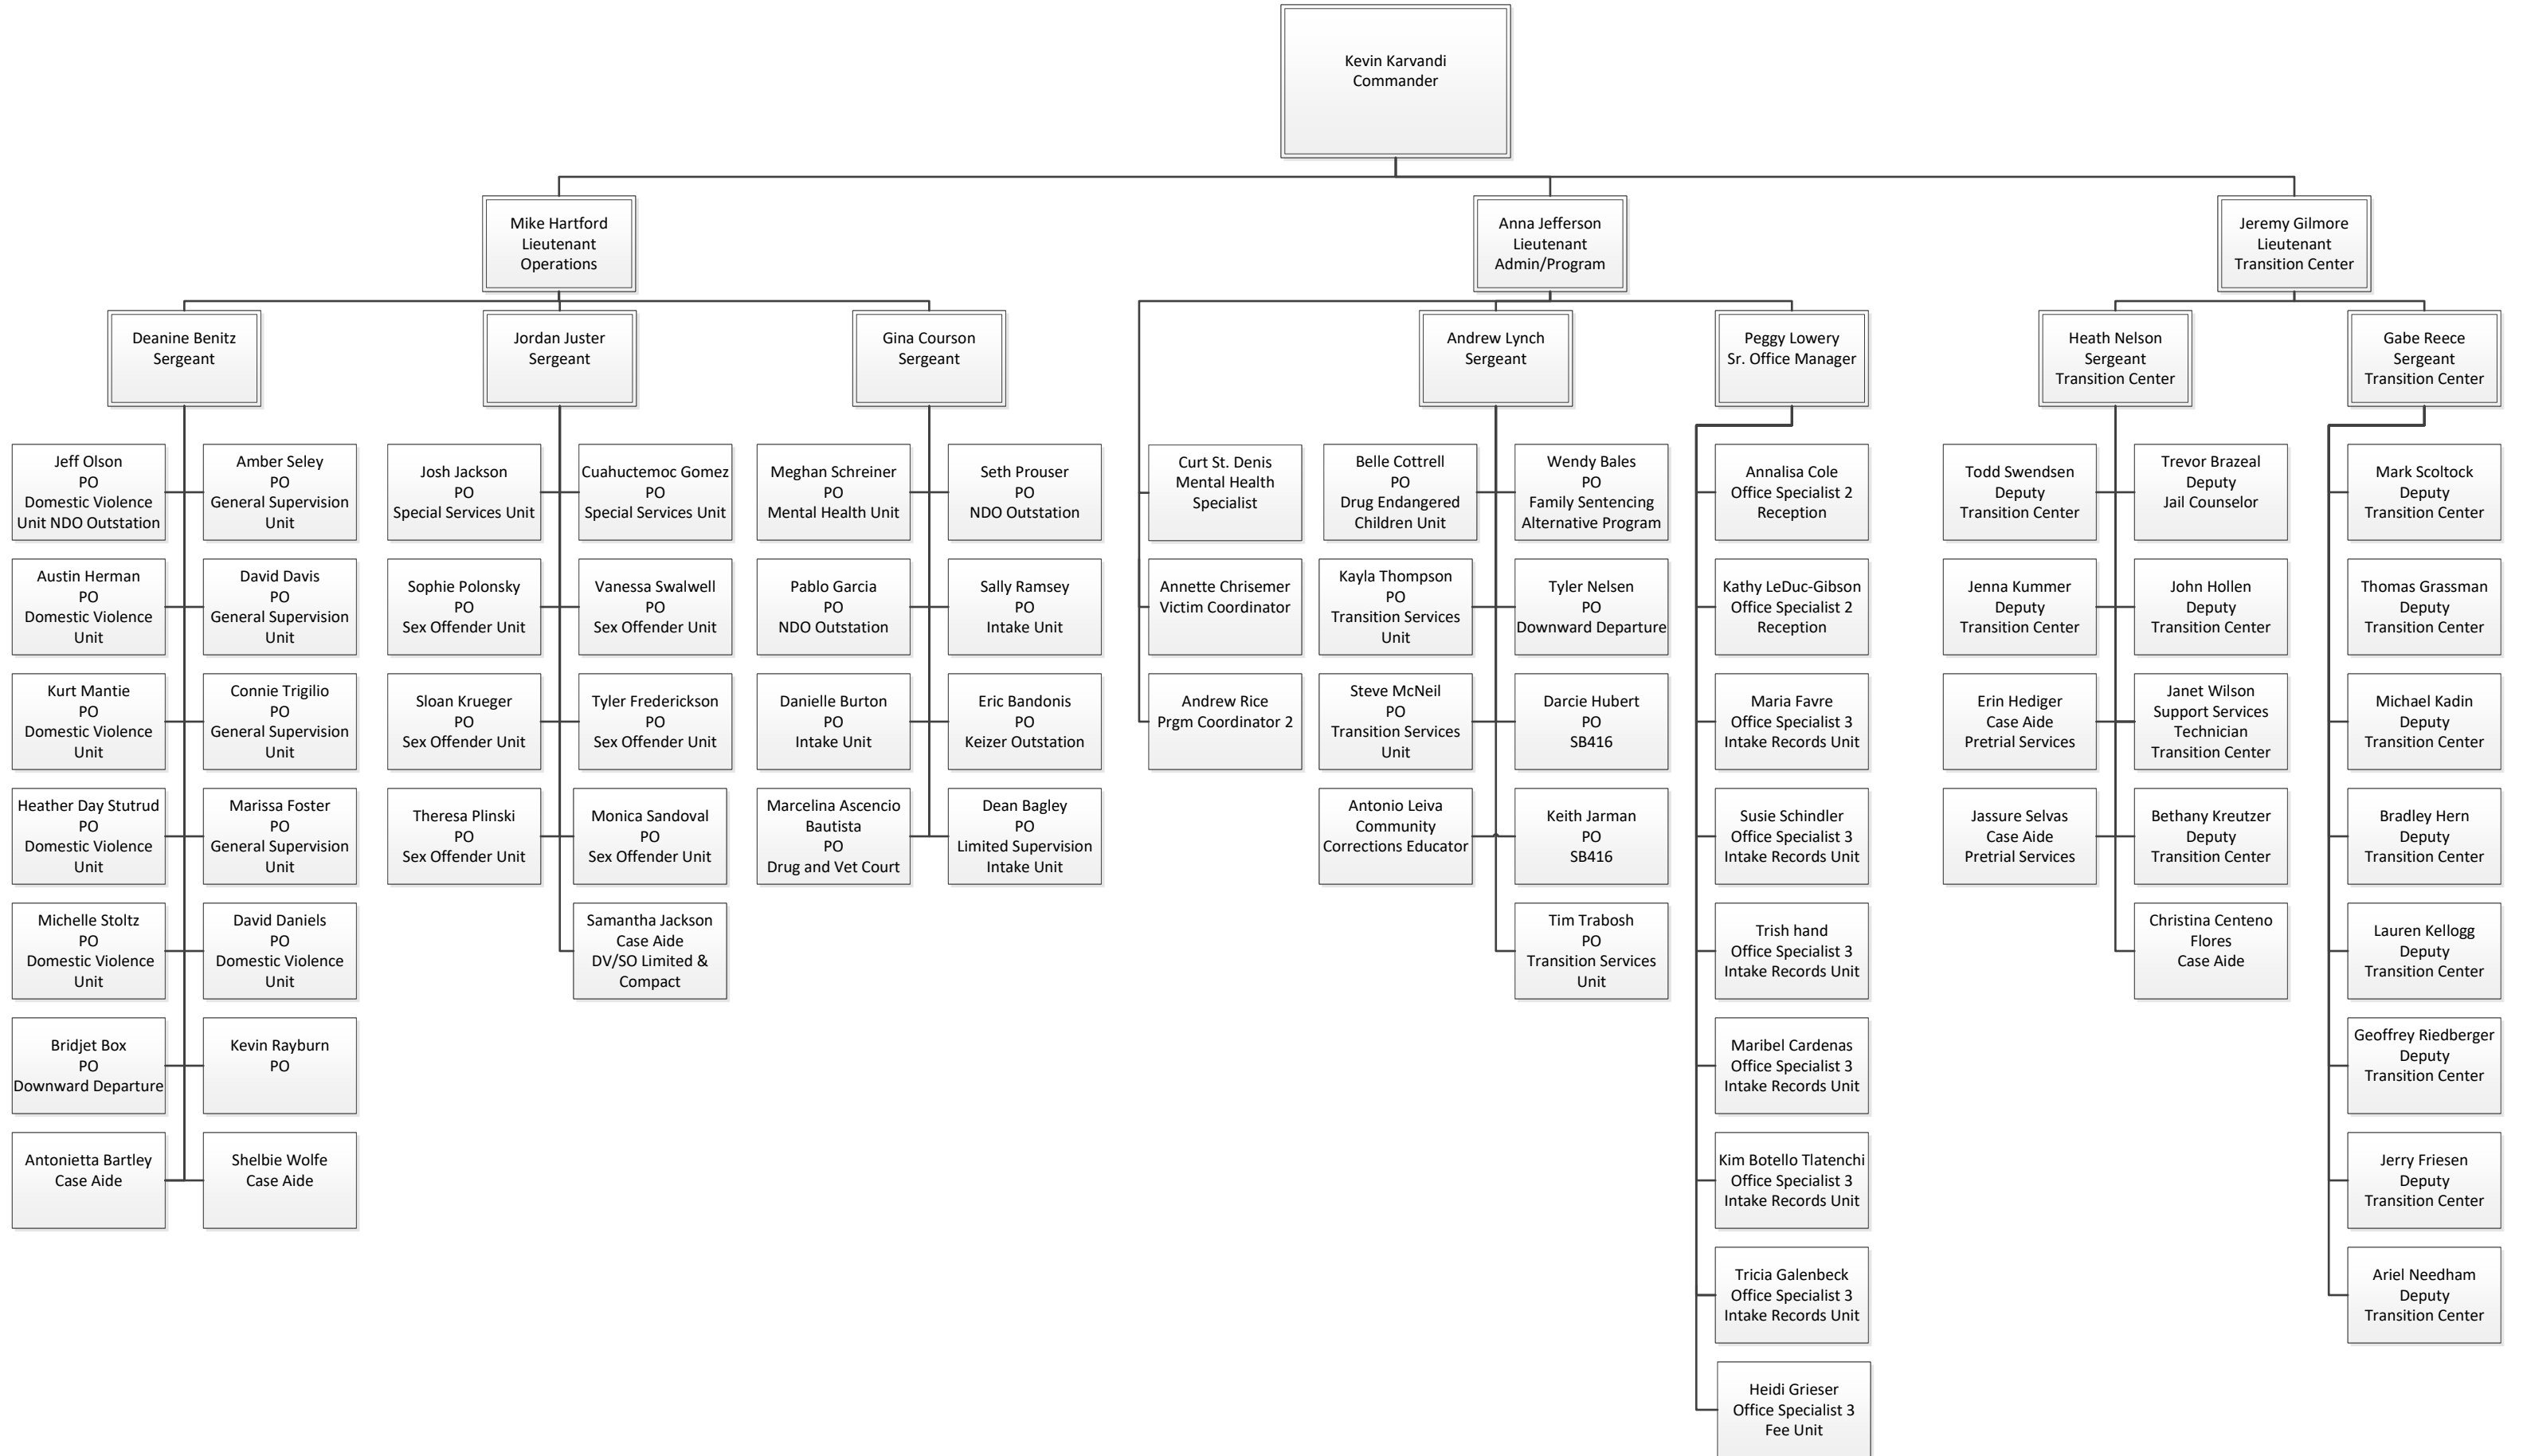 Kevin Karvandi
Commander
Mike Hartford
Lieutenant
Operations
Anna Jefferson
Lieutenant
Admin/Program
Jeremy Gilmore
Lieutenant
Transition Center
Deanine Benitz
Sergeant
Jordan Juster
Sergeant
Gina Courson
Sergeant
Andrew Lynch
Sergeant
Peggy Lowery
Sr. Office Manager
Heath Nelson
Sergeant
Transition Center
Gabe Reece
Sergeant
Transition Center
Jeff Olson
PO
Domestic Violence
Unit NDO Outstation
Amber Seley
PO
General Supervision
Unit
Josh Jackson
PO
Special Services Unit
Cuahuctemoc Gomez
PO
Special Services Unit
Meghan Schreiner
PO
Mental Health Unit
Seth Prouser
PO
NDO Outstation
Curt St. Denis
Mental Health
Specialist
Belle Cottrell
PO
Drug Endangered
Children Unit
Wendy Bales
PO
Family Sentencing
Alternative Program
Annalisa Cole
Office Specialist 2
Reception
Todd Swendsen
Deputy
Transition Center
Trevor Brazeal
Deputy
Jail Counselor
Mark Scoltock
Deputy
Transition Center
Austin Herman
PO
Domestic Violence
Unit
David Davis
PO
General Supervision
Unit
Sophie Polonsky
PO
Sex Offender Unit
Vanessa Swalwell
PO
Sex Offender Unit
Pablo Garcia
PO
NDO Outstation
Sally Ramsey
PO
Intake Unit
Annette Chrisemer
Victim Coordinator
Kayla Thompson
PO
Transition Services
Unit
Tyler Nelsen
PO
Downward Departure
Kathy LeDuc-Gibson
Office Specialist 2
Reception
Jenna Kummer
Deputy
Transition Center
John Hollen
Deputy
Transition Center
Thomas Grassman
Deputy
Transition Center
Kurt Mantie
PO
Domestic Violence
Unit
Connie Trigilio
PO
General Supervision
Unit
Sloan Krueger
PO
Sex Offender Unit
Tyler Frederickson
PO
Sex Offender Unit
Danielle Burton
PO
Intake Unit
Eric Bandonis
PO
Keizer Outstation
Andrew Rice
Prgm Coordinator 2
Steve McNeil
PO
Transition Services
Unit
Darcie Hubert
PO
SB416
Maria Favre
Office Specialist 3
Intake Records Unit
Erin Hediger
Case Aide
Pretrial Services
Janet Wilson
Support Services
Technician
Transition Center
Michael Kadin
Deputy
Transition Center
Heather Day Stutrud
PO
Domestic Violence
Unit
Marissa Foster
PO
General Supervision
Unit
Theresa Plinski
PO
Sex Offender Unit
Monica Sandoval
PO
Sex Offender Unit
Marcelina Ascencio
Bautista
PO
Drug and Vet Court
Dean Bagley
PO
Limited Supervision
Intake Unit
Antonio Leiva
Community
Corrections Educator
Keith Jarman
PO
SB416
Susie Schindler
Office Specialist 3
Intake Records Unit
Jassure Selvas
Case Aide
Pretrial Services
Bethany Kreutzer
Deputy
Transition Center
Bradley Hern
Deputy
Transition Center
Michelle Stoltz
PO
Domestic Violence
Unit
David Daniels
PO
Domestic Violence
Unit
Samantha Jackson
Case Aide
DV/SO Limited &
Compact
Tim Trabosh
PO
Transition Services
Unit
Trish hand
Office Specialist 3
Intake Records Unit
Christina Centeno
Flores
Case Aide
Lauren Kellogg
Deputy
Transition Center
Bridjet Box
PO
Downward Departure
Kevin Rayburn
PO
Maribel Cardenas
Office Specialist 3
Intake Records Unit
Geoffrey Riedberger
Deputy
Transition Center
Antonietta Bartley
Case Aide
Shelbie Wolfe
Case Aide
Kim Botello Tlatenchi
Office Specialist 3
Intake Records Unit
Jerry Friesen
Deputy
Transition Center
Tricia Galenbeck
Office Specialist 3
Intake Records Unit
Ariel Needham
Deputy
Transition Center
Heidi Grieser
Office Specialist 3
Fee Unit